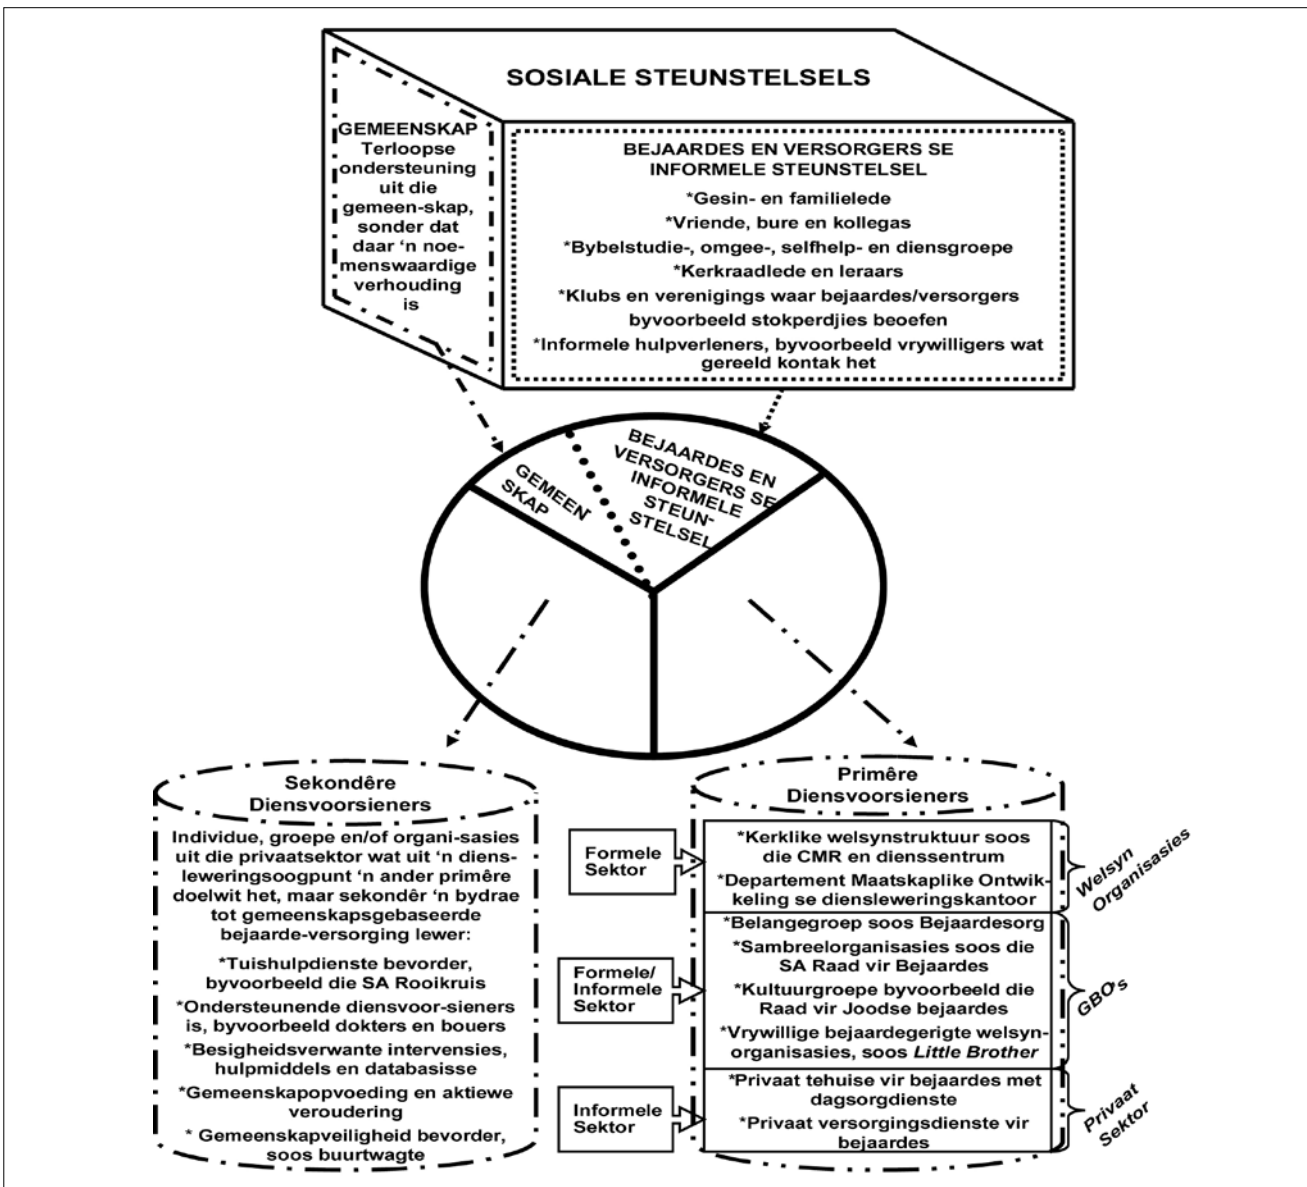 SOSIALE STEUNSTELSELS
GEMEENSKAP
Terloopse
ondersteuning
uit die
gemeen-skap,
sonder dat
daar ‘n noe-
menswaardige
verhouding
is
BEJAARDES EN VERSORGERS SE
INFORMELE STEUNSTELSEL
*Gesin- en familielede
*Vriende, bure en kollegas
*Bybelstudie-, omgee-, selfhelp- en diensgroepe
*Kerkraadlede en leraars
*Klubs en verenigings waar bejaardes/versorgers
byvoorbeeld stokperdjies beoefen
*Informele hulpverleners, byvoorbeeld vrywilligers wat
gereeld kontak het
GEMEEN-
SKAP
BEJAARDES EN
VERSORGERS SE
INFORMELE
STEUN-
STELSEL
Sekondêre
Diensvoorsieners
Individue, groepe en/of organi-sasies
uit die privaatsektor wat uit ‘n diens-
leweringsoogpunt ‘n ander primêre
doelwit het, maar sekondêr ‘n bydrae
tot gemeenskapsgebaseerde
bejaarde-versorging lewer:
*Tuishulpdienste bevorder,
byvoorbeeld die SA Rooikruis
*Ondersteunende diensvoor-sieners
is, byvoorbeeld dokters en bouers
*Besigheidsverwante intervensies,
hulpmiddels en databasisse
*Gemeenskapopvoeding en aktiewe
veroudering
* Gemeenskapveiligheid bevorder,
soos buurtwagte
Primêre
Diensvoorsieners
Formele
Sektor
*Kerklike welsynstruktuur soos
die CMR en dienssentrum
*Departement Maatskaplike Ontwik-
keling se diensleweringskantoor
Welsyn
Organisasies
Formele/
Informele
Sektor
*Belangegroep soos Bejaardesorg
*Sambreelorganisasies soos die
SA Raad vir Bejaardes
*Kultuurgroepe byvoorbeeld die
Raad vir Joodse bejaardes
*Vrywillige bejaardegerigte welsyn-
organisasies, soos Little Brother
GBO's
Informele
Sektor
*Privaat tehuise vir bejaardes met
dagsorgdienste
*Privaat versorgingsdienste vir
bejaardes
Privaat
Sektor